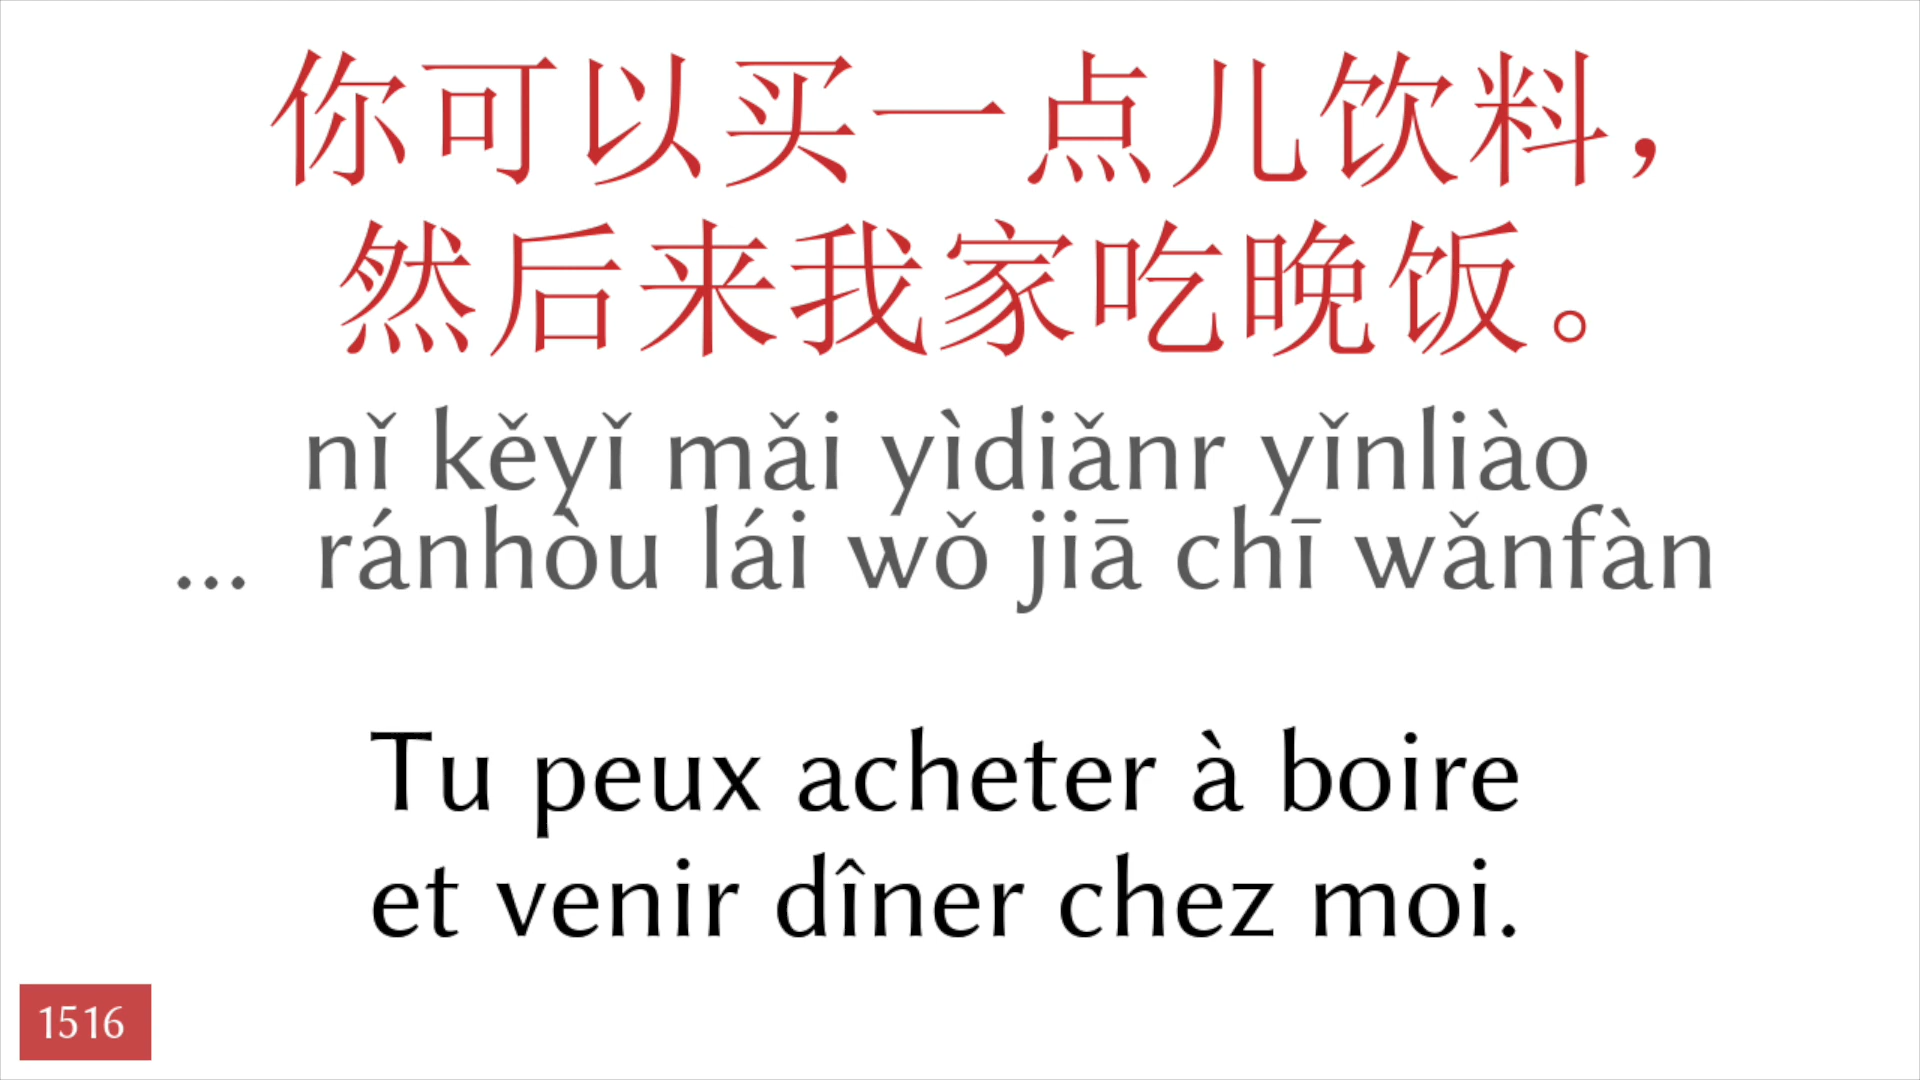 你可以买一点儿饮料，
然后来我家吃晚饭。
nǐ kěyǐ mǎi yìdiǎnr yǐnliào
... ránhòu lái wǒ jiā chī wǎnfàn
Tu peux acheter à boire
et venir dîner chez moi.
1516